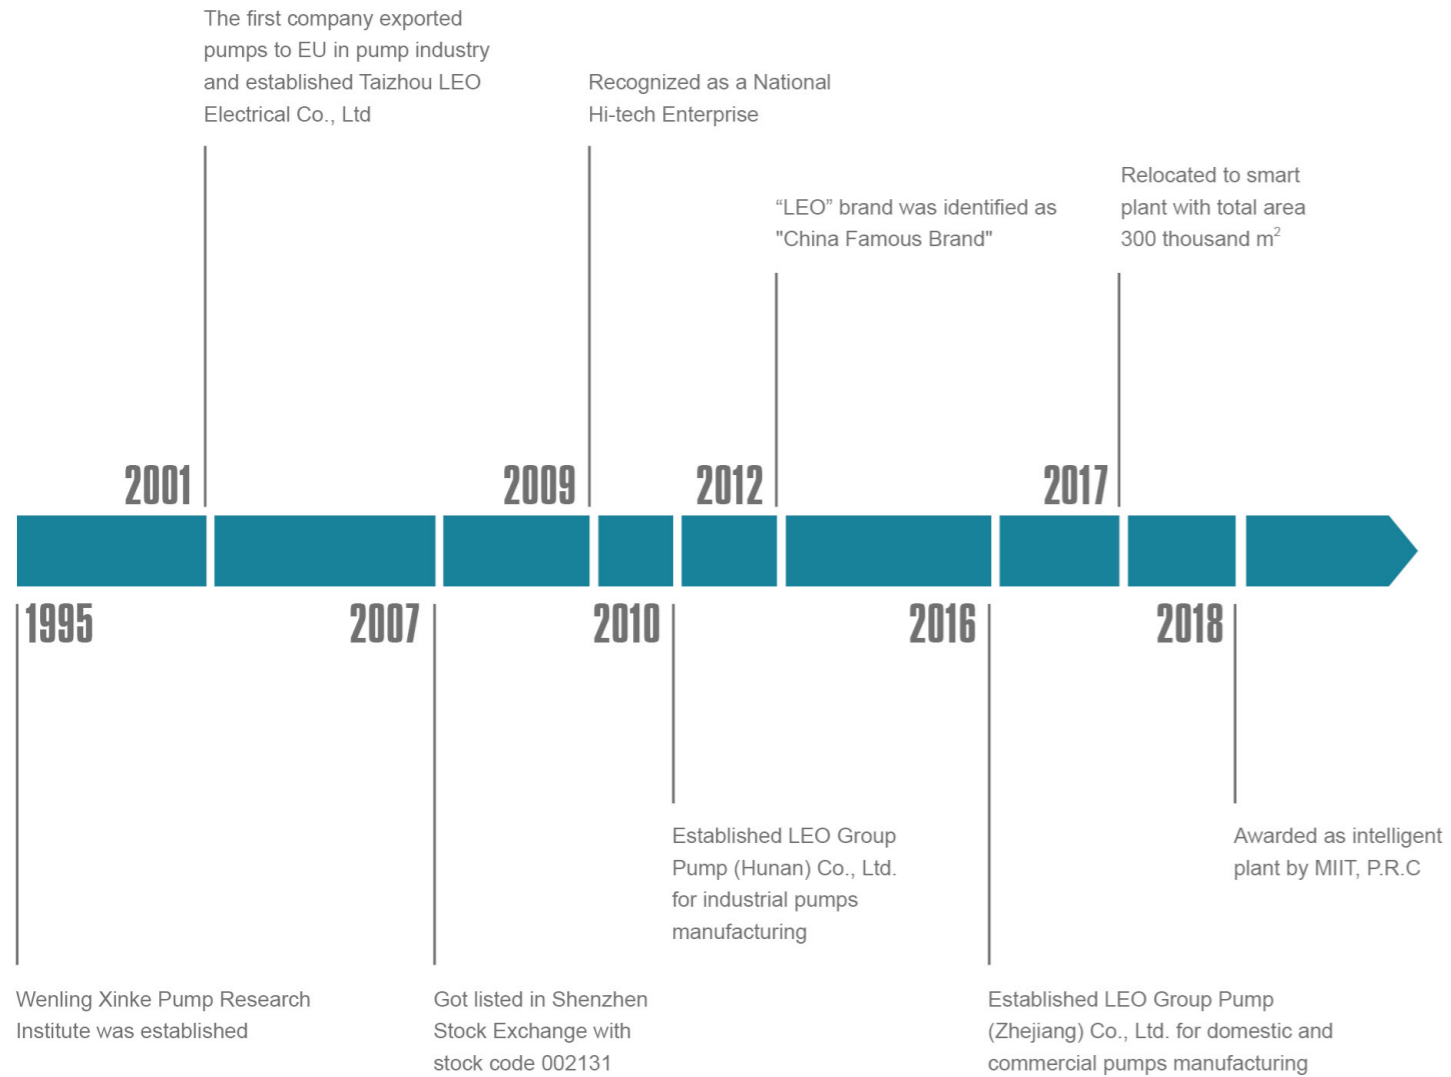 The first company exported
pumps to EU in pump industry
and established Taizhou LEO
Electrical Co., Ltd
Recognized as a National
Hi-tech Enterprise
“LEO” brand was identified as
"China Famous Brand"
Relocated to smart
plant with total area
300 thousand m²
2001
2009
2012
2017
1995
2007
2010
2016
2018
Established LEO Group
Pump (Hunan) Co., Ltd.
for industrial pumps
manufacturing
Awarded as intelligent
plant by MIIT, P.R.C
Wenling Xinke Pump Research
Institute was established
Got listed in Shenzhen
Stock Exchange with
stock code 002131
Established LEO Group Pump
(Zhejiang) Co., Ltd. for domestic and
commercial pumps manufacturing